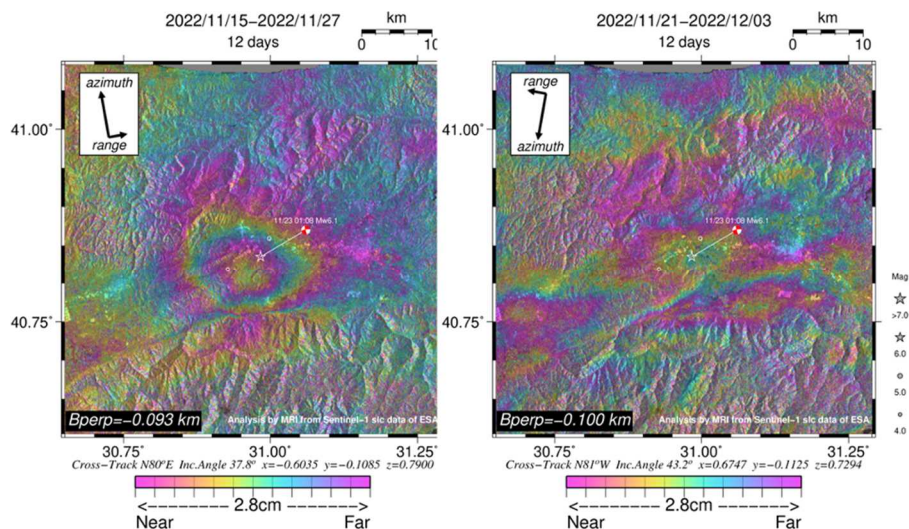 2022/11/15−2022/11/27
12 days
km
0 10
azimuth
range
41.00°
40.75°
11/23 01:08 Mw6.1
Bperp=−0.093 km
Analysis by MRI from Sentinel−1 slc data of ESA
30.75° 31.00° 31.25°
Cross−Track N80°E Inc.Angle 37.8° x=−0.6035 y=−0.1085 z=0.7900
<−−−− 2.8cm −−−−>
Near Far
2022/11/21−2022/12/03
12 days
km
0 10
range
azimuth
41.00°
40.75°
11/23 01:08 Mw6.1
Bperp=−0.100 km
Analysis by MRI from Sentinel−1 slc data of ESA
30.75° 31.00° 31.25°
Cross−Track N81°W Inc.Angle 43.2° x=0.6747 y=−0.1125 z=0.7294
<−−−− 2.8cm −−−−>
Near Far
Mag
>7.0
6.0
5.0
4.0